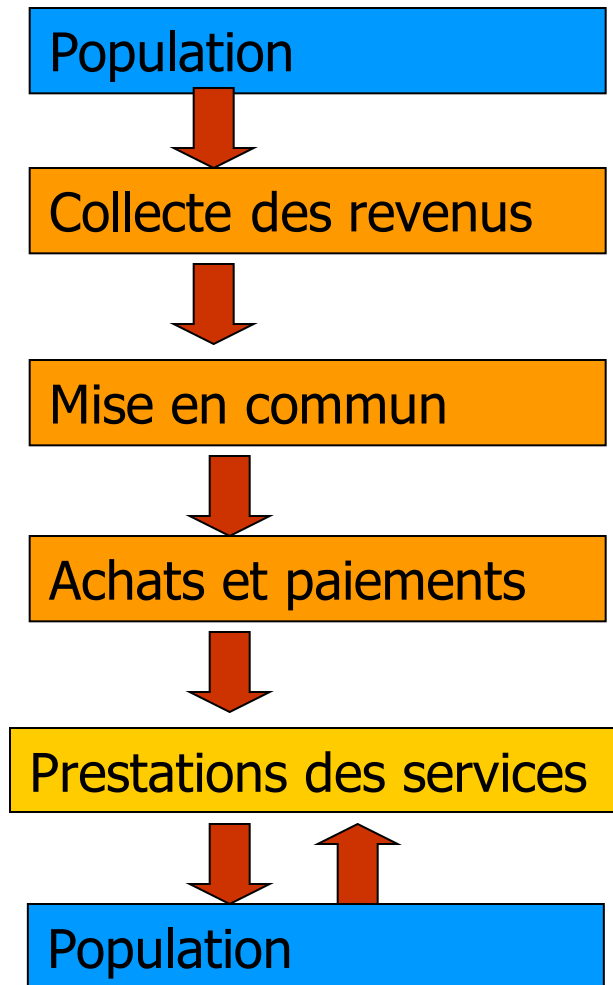 Population
Collecte des revenus
Mise en commun
Achats et paiements
Prestations des services
Population